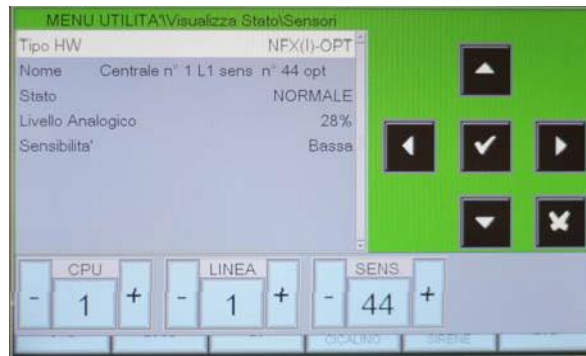 MENU UTILITA'\Visualizza Stato\Sensori
Tipo HW NFX(I)-OPT
Nome Centrale n° 1 L1 sens n° 44 opt
Stato NORMALE
Livello Analogico 28%
Sensibilita' Bassa
CPU LINEA SENS.
- 1 + - 1 + - 44 +
CICALINO SIRENE